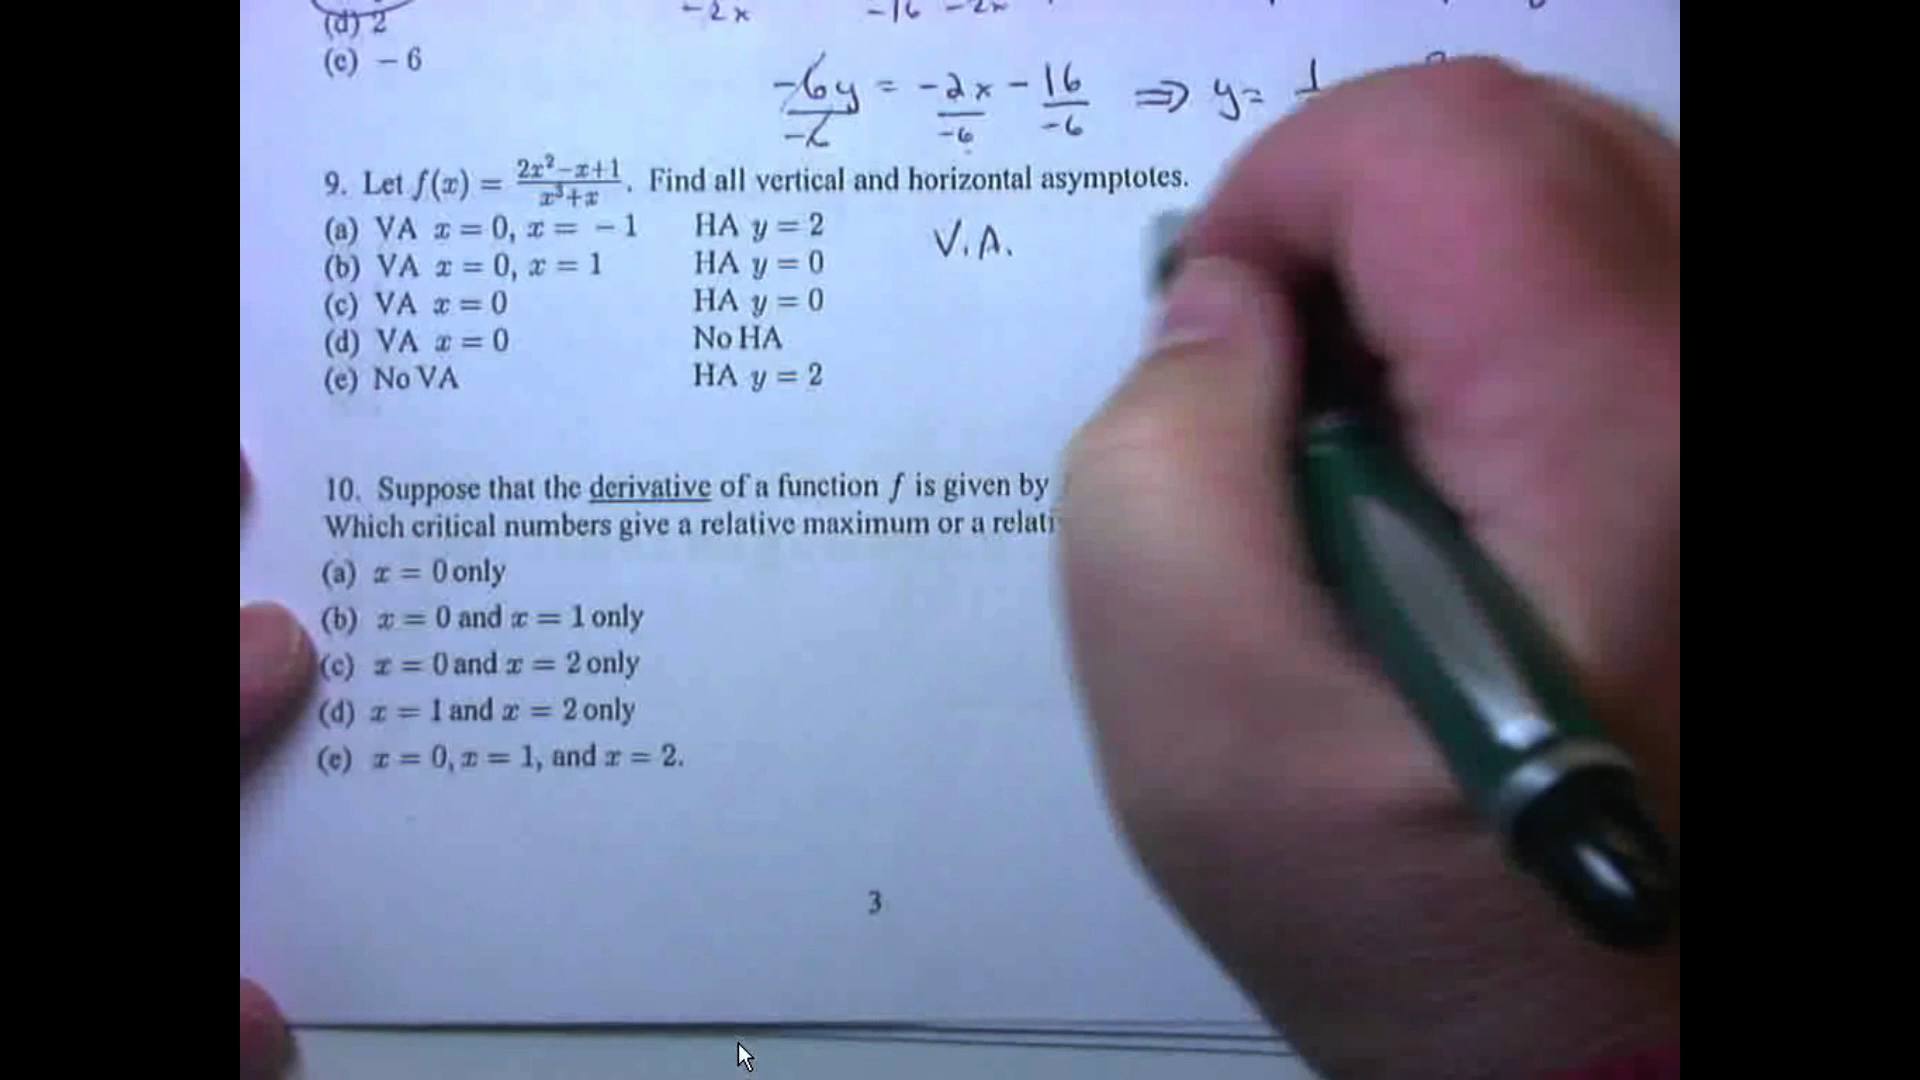 (d) 2
-2x -16 -2x
(e) − 6
-6y = -2x - 16 ⇒ y= 1
-6 -6 -6
9. Let f(x) = 2x²−x+1 / x³+x. Find all vertical and horizontal asymptotes.
(a) VA x = 0, x = − 1 HA y = 2 V.A.
(b) VA x = 0, x = 1 HA y = 0
(c) VA x = 0 HA y = 0
(d) VA x = 0 No HA
(e) No VA HA y = 2
10. Suppose that the derivative of a function f is given by
Which critical numbers give a relative maximum or a relati
(a) x = 0 only
(b) x = 0 and x = 1 only
(c) x = 0 and x = 2 only
(d) x = 1 and x = 2 only
(e) x = 0, x = 1, and x = 2.
3